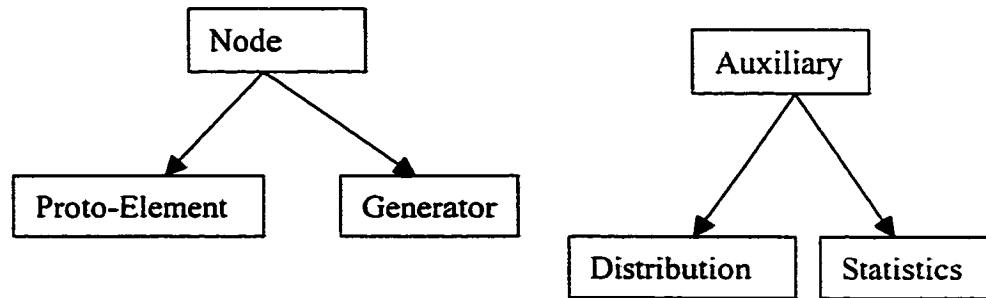 Node
Auxiliary
Proto-Element
Generator
Distribution
Statistics